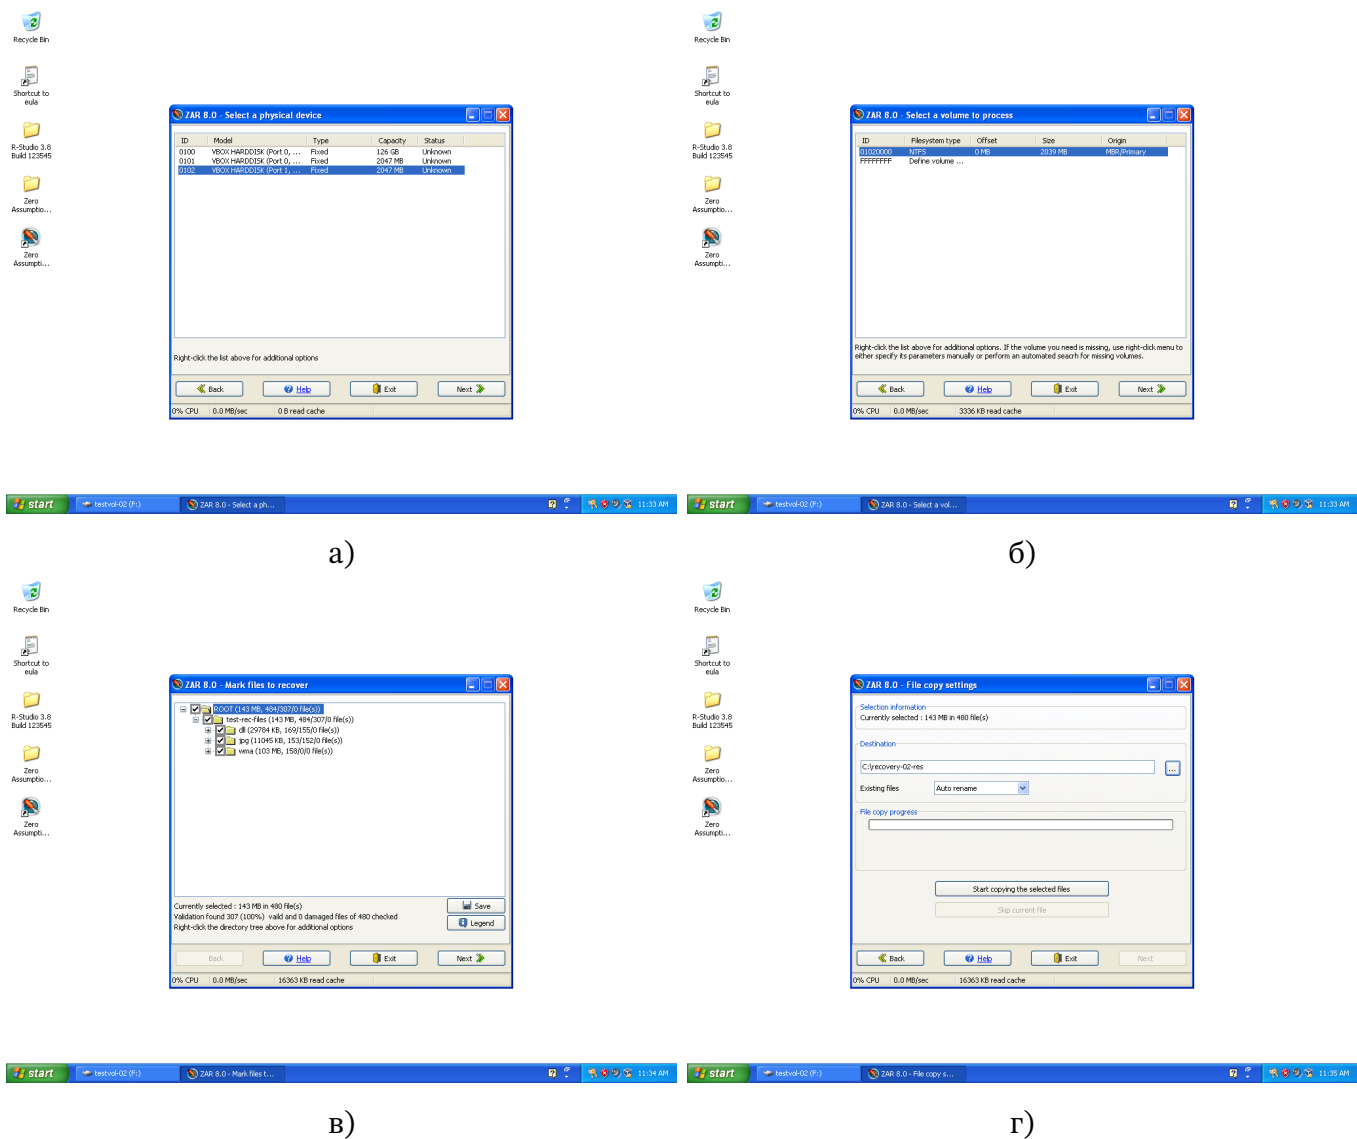 Recycle Bin
Shortcut to
eula
R-Studio 3.8
Build 123545
Zero
Assumptio...
Zero
Assumpti...
ZAR 8.0 - Select a physical device
ID Model Type Capacity Status
0100 VBOX HARDDISK (Port 0, ... Fixed 126 GB Unknown
0101 VBOX HARDDISK (Port 0, ... Fixed 2047 MB Unknown
0102 VBOX HARDDISK (Port 1, ... Fixed 2047 MB Unknown
Right-click the list above for additional options
Back Help Exit Next
0% CPU 0.0 MB/sec 0 B read cache
start testvol-02 (F:) ZAR 8.0 - Select a ph... 11:33 AM
а)
Recycle Bin
Shortcut to
eula
R-Studio 3.8
Build 123545
Zero
Assumptio...
Zero
Assumpti...
ZAR 8.0 - Select a volume to process
ID Filesystem type Offset Size Origin
01020000 NTFS 0 MB 2039 MB MBR/Primary
FFFFFFFF Define volume ...
Right-click the list above for additional options. If the volume you need is missing, use right-click menu to
either specify its parameters manually or perform an automated seacrh for missing volumes.
Back Help Exit Next
0% CPU 0.0 MB/sec 3336 KB read cache
start testvol-02 (F:) ZAR 8.0 - Select a vol... 11:33 AM
б)
Recycle Bin
Shortcut to
eula
R-Studio 3.8
Build 123545
Zero
Assumptio...
Zero
Assumpti...
ZAR 8.0 - Mark files to recover
ROOT (143 MB, 484/307/0 file(s))
test-rec-files (143 MB, 484/307/0 file(s))
dll (29784 KB, 169/155/0 file(s))
jpg (11045 KB, 153/152/0 file(s))
wma (103 MB, 158/0/0 file(s))
Currently selected : 143 MB in 480 file(s)
Save
Validation found 307 (100%) vaild and 0 damaged files of 480 checked
Legend
Right-click the directory tree above for additional options
Back Help Exit Next
0% CPU 0.0 MB/sec 16363 KB read cache
start testvol-02 (F:) ZAR 8.0 - Mark files t... 11:34 AM
в)
Recycle Bin
Shortcut to
eula
R-Studio 3.8
Build 123545
Zero
Assumptio...
Zero
Assumpti...
ZAR 8.0 - File copy settings
Selection information
Currently selected : 143 MB in 480 file(s)
Destination
C:\recovery-02-res ...
Existing files Auto rename
File copy progress
Start copying the selected files
Skip current file
Back Help Exit Next
0% CPU 0.0 MB/sec 16363 KB read cache
start testvol-02 (F:) ZAR 8.0 - File copy s... 11:35 AM
г)